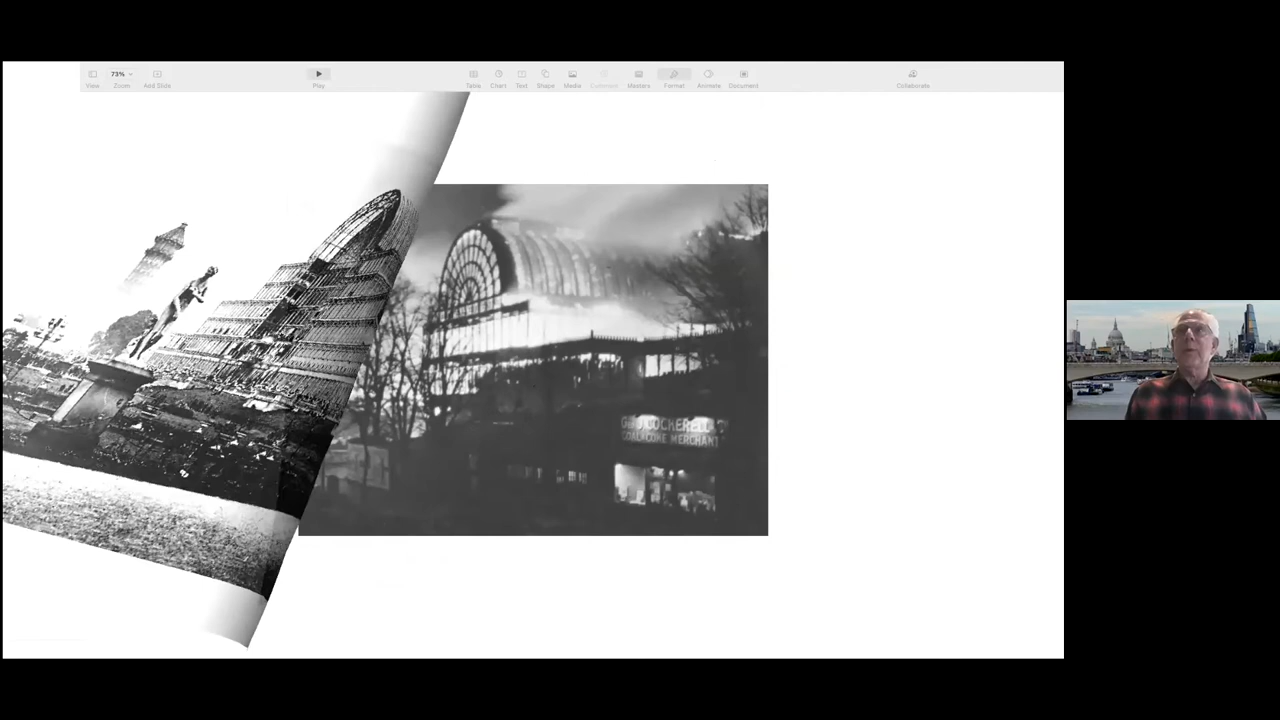 73%
View
Zoom
Add Slide
Play
Table
Chart
Text
Shape
Media
Comment
Masters
Format
Animate
Document
Collaborate
COCKERELL
COAL&COKE MERCHANT